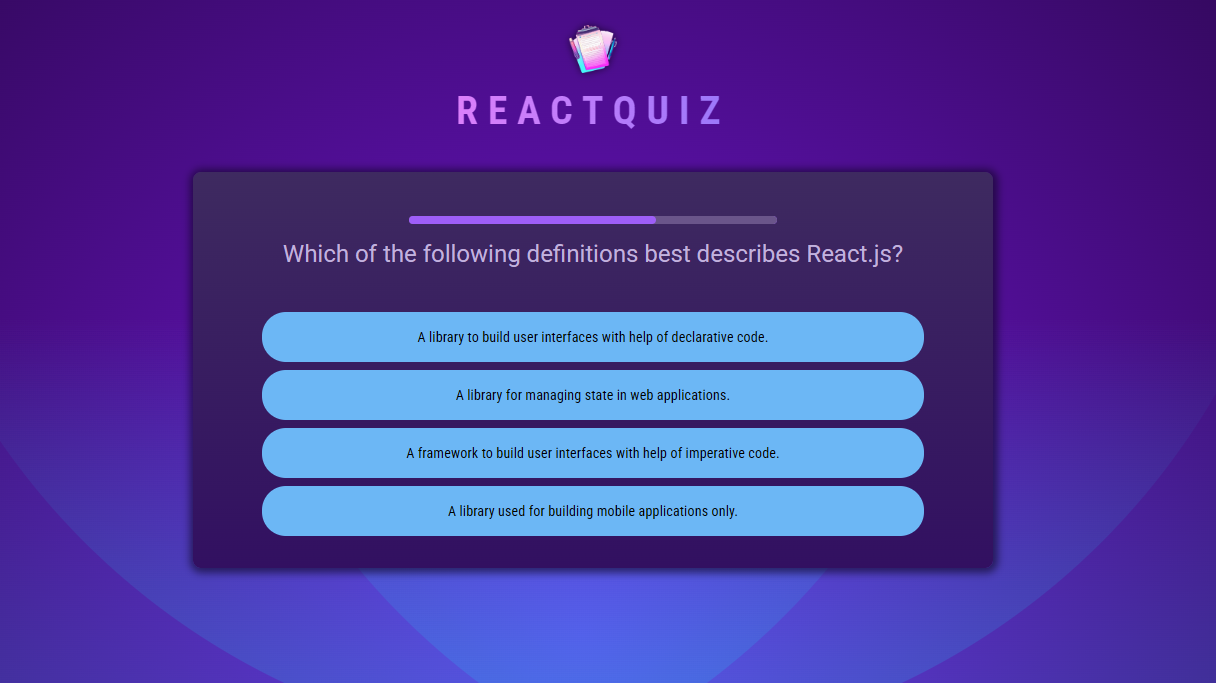 REACTQUIZ
Which of the following definitions best describes React.js?
A library to build user interfaces with help of declarative code.
A library for managing state in web applications.
A framework to build user interfaces with help of imperative code.
A library used for building mobile applications only.